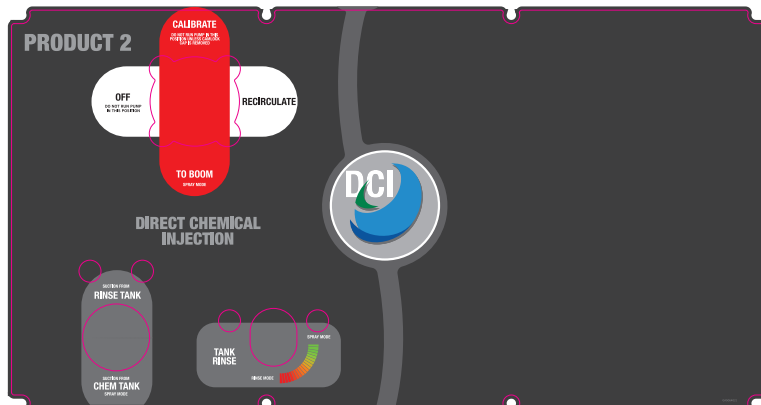 PRODUCT 2
CALIBRATE
DO NOT RUN PUMP IN THIS
POSITION UNLESS CAMLOCK
CAP IS REMOVED
OFF
DO NOT RUN PUMP
IN THIS POSITION
RECIRCULATE
TO BOOM
SPRAY MODE
DCI
DIRECT CHEMICAL
INJECTION
SECTION FROM
RINSE TANK
SECTION FROM
CHEM TANK
SPRAY MODE
TANK
RINSE
SPRAY MODE
RINSE MODE